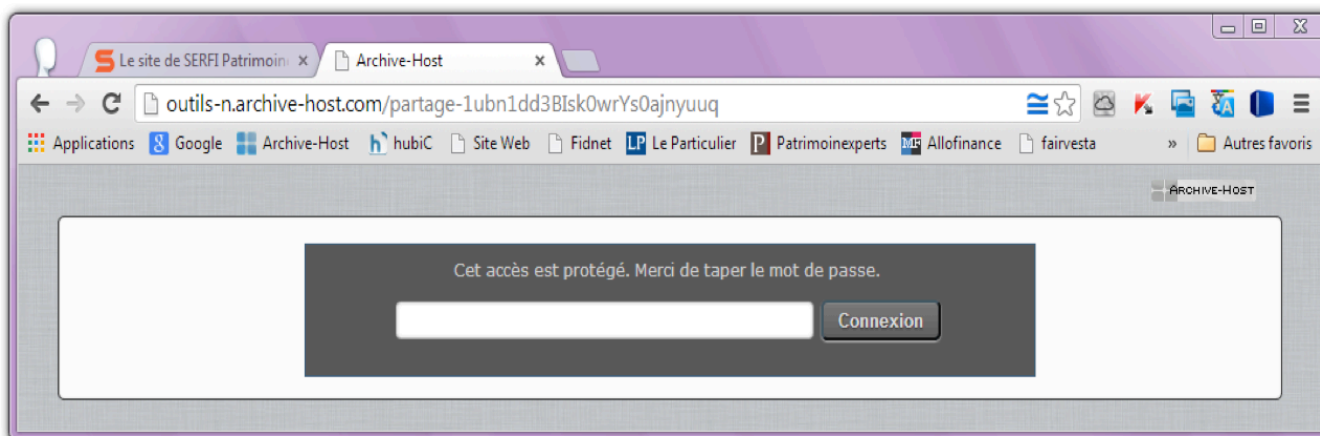 Le site de SERFI Patrimoin
Archive-Host
outils-n.archive-host.com/partage-1ubn1dd3BIsk0wrYs0ajnyuuq
Applications Google Archive-Host hubiC Site Web Fidnet LP Le Particulier Patrimoinexperts Allofinance fairvesta » Autres favoris
ARCHIVE-HOST
Cet accès est protégé. Merci de taper le mot de passe.
Connexion